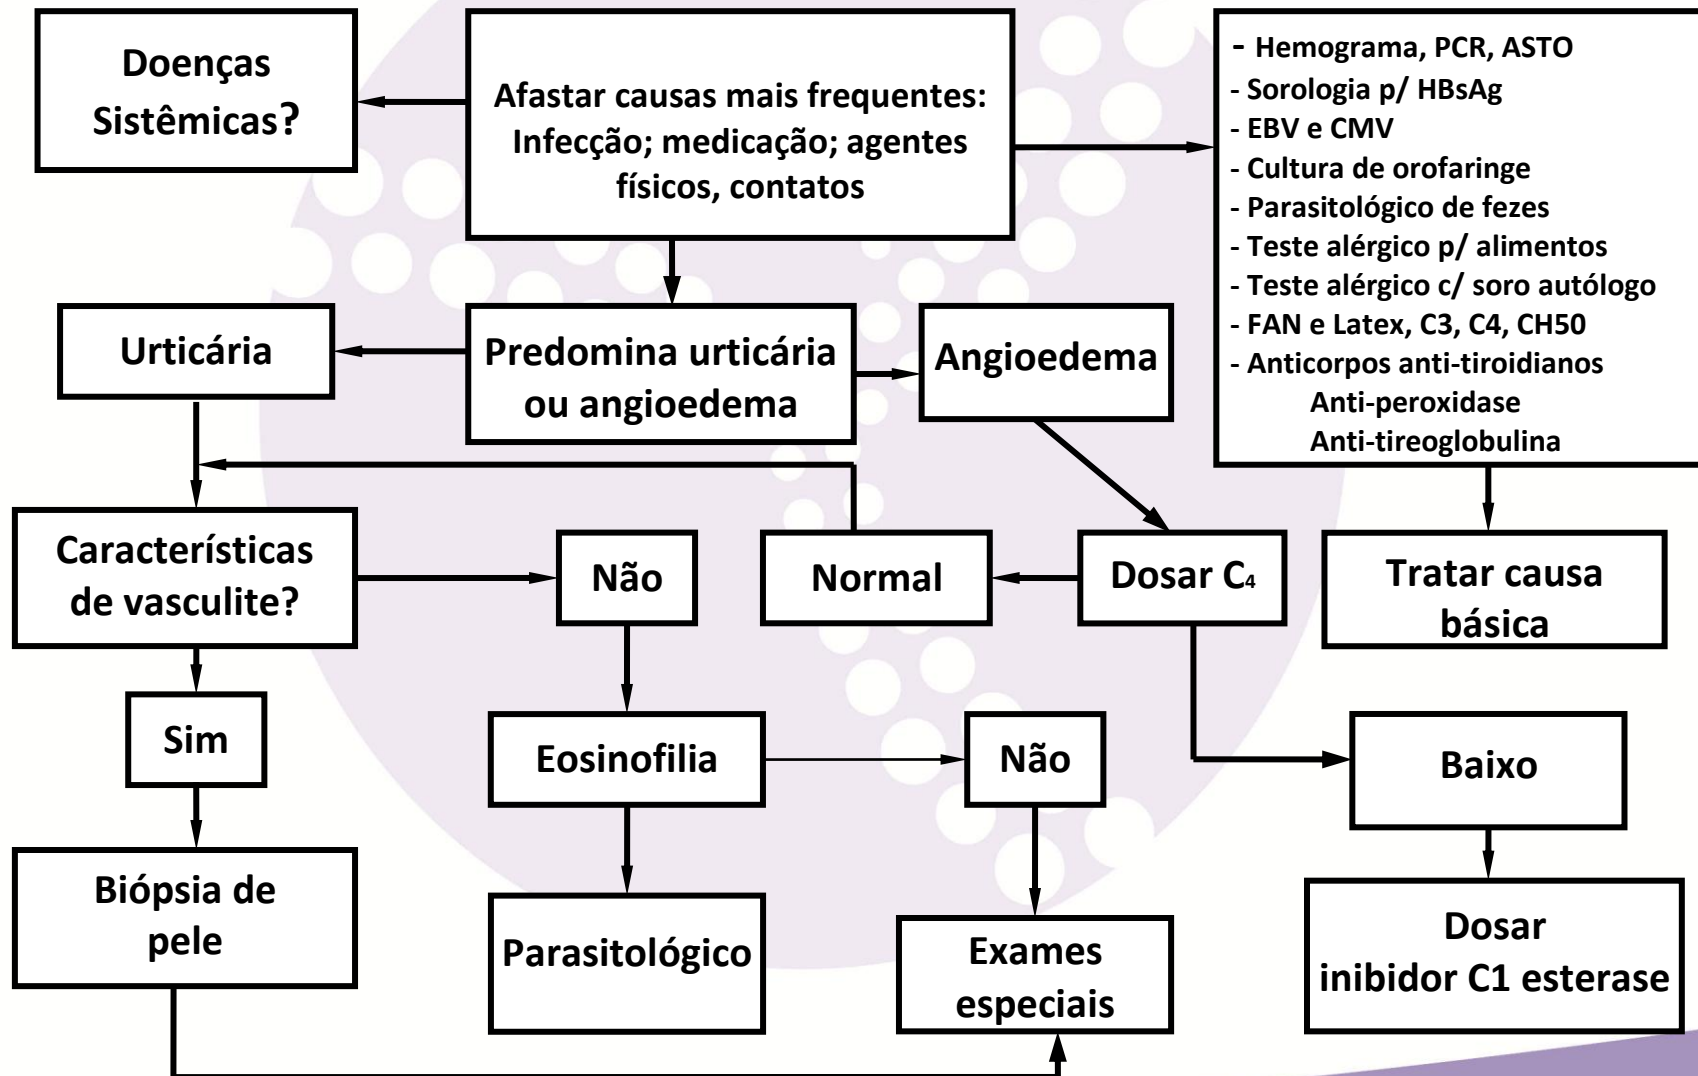 Doenças
Sistêmicas?
Afastar causas mais frequentes:
Infecção; medicação; agentes
físicos, contatos
- Hemograma, PCR, ASTO
- Sorologia p/ HBsAg
- EBV e CMV
- Cultura de orofaringe
- Parasitológico de fezes
- Teste alérgico p/ alimentos
- Teste alérgico c/ soro autólogo
- FAN e Latex, C3, C4, CH50
- Anticorpos anti-tiroidianos
Anti-peroxidase
Anti-tireoglobulina
Urticária
Predomina urticária
ou angioedema
Angioedema
Características
de vasculite?
Não
Normal
Dosar C₄
Tratar causa
básica
Sim
Eosinofilia
Não
Baixo
Biópsia de
pele
Parasitológico
Exames
especiais
Dosar
inibidor C1 esterase